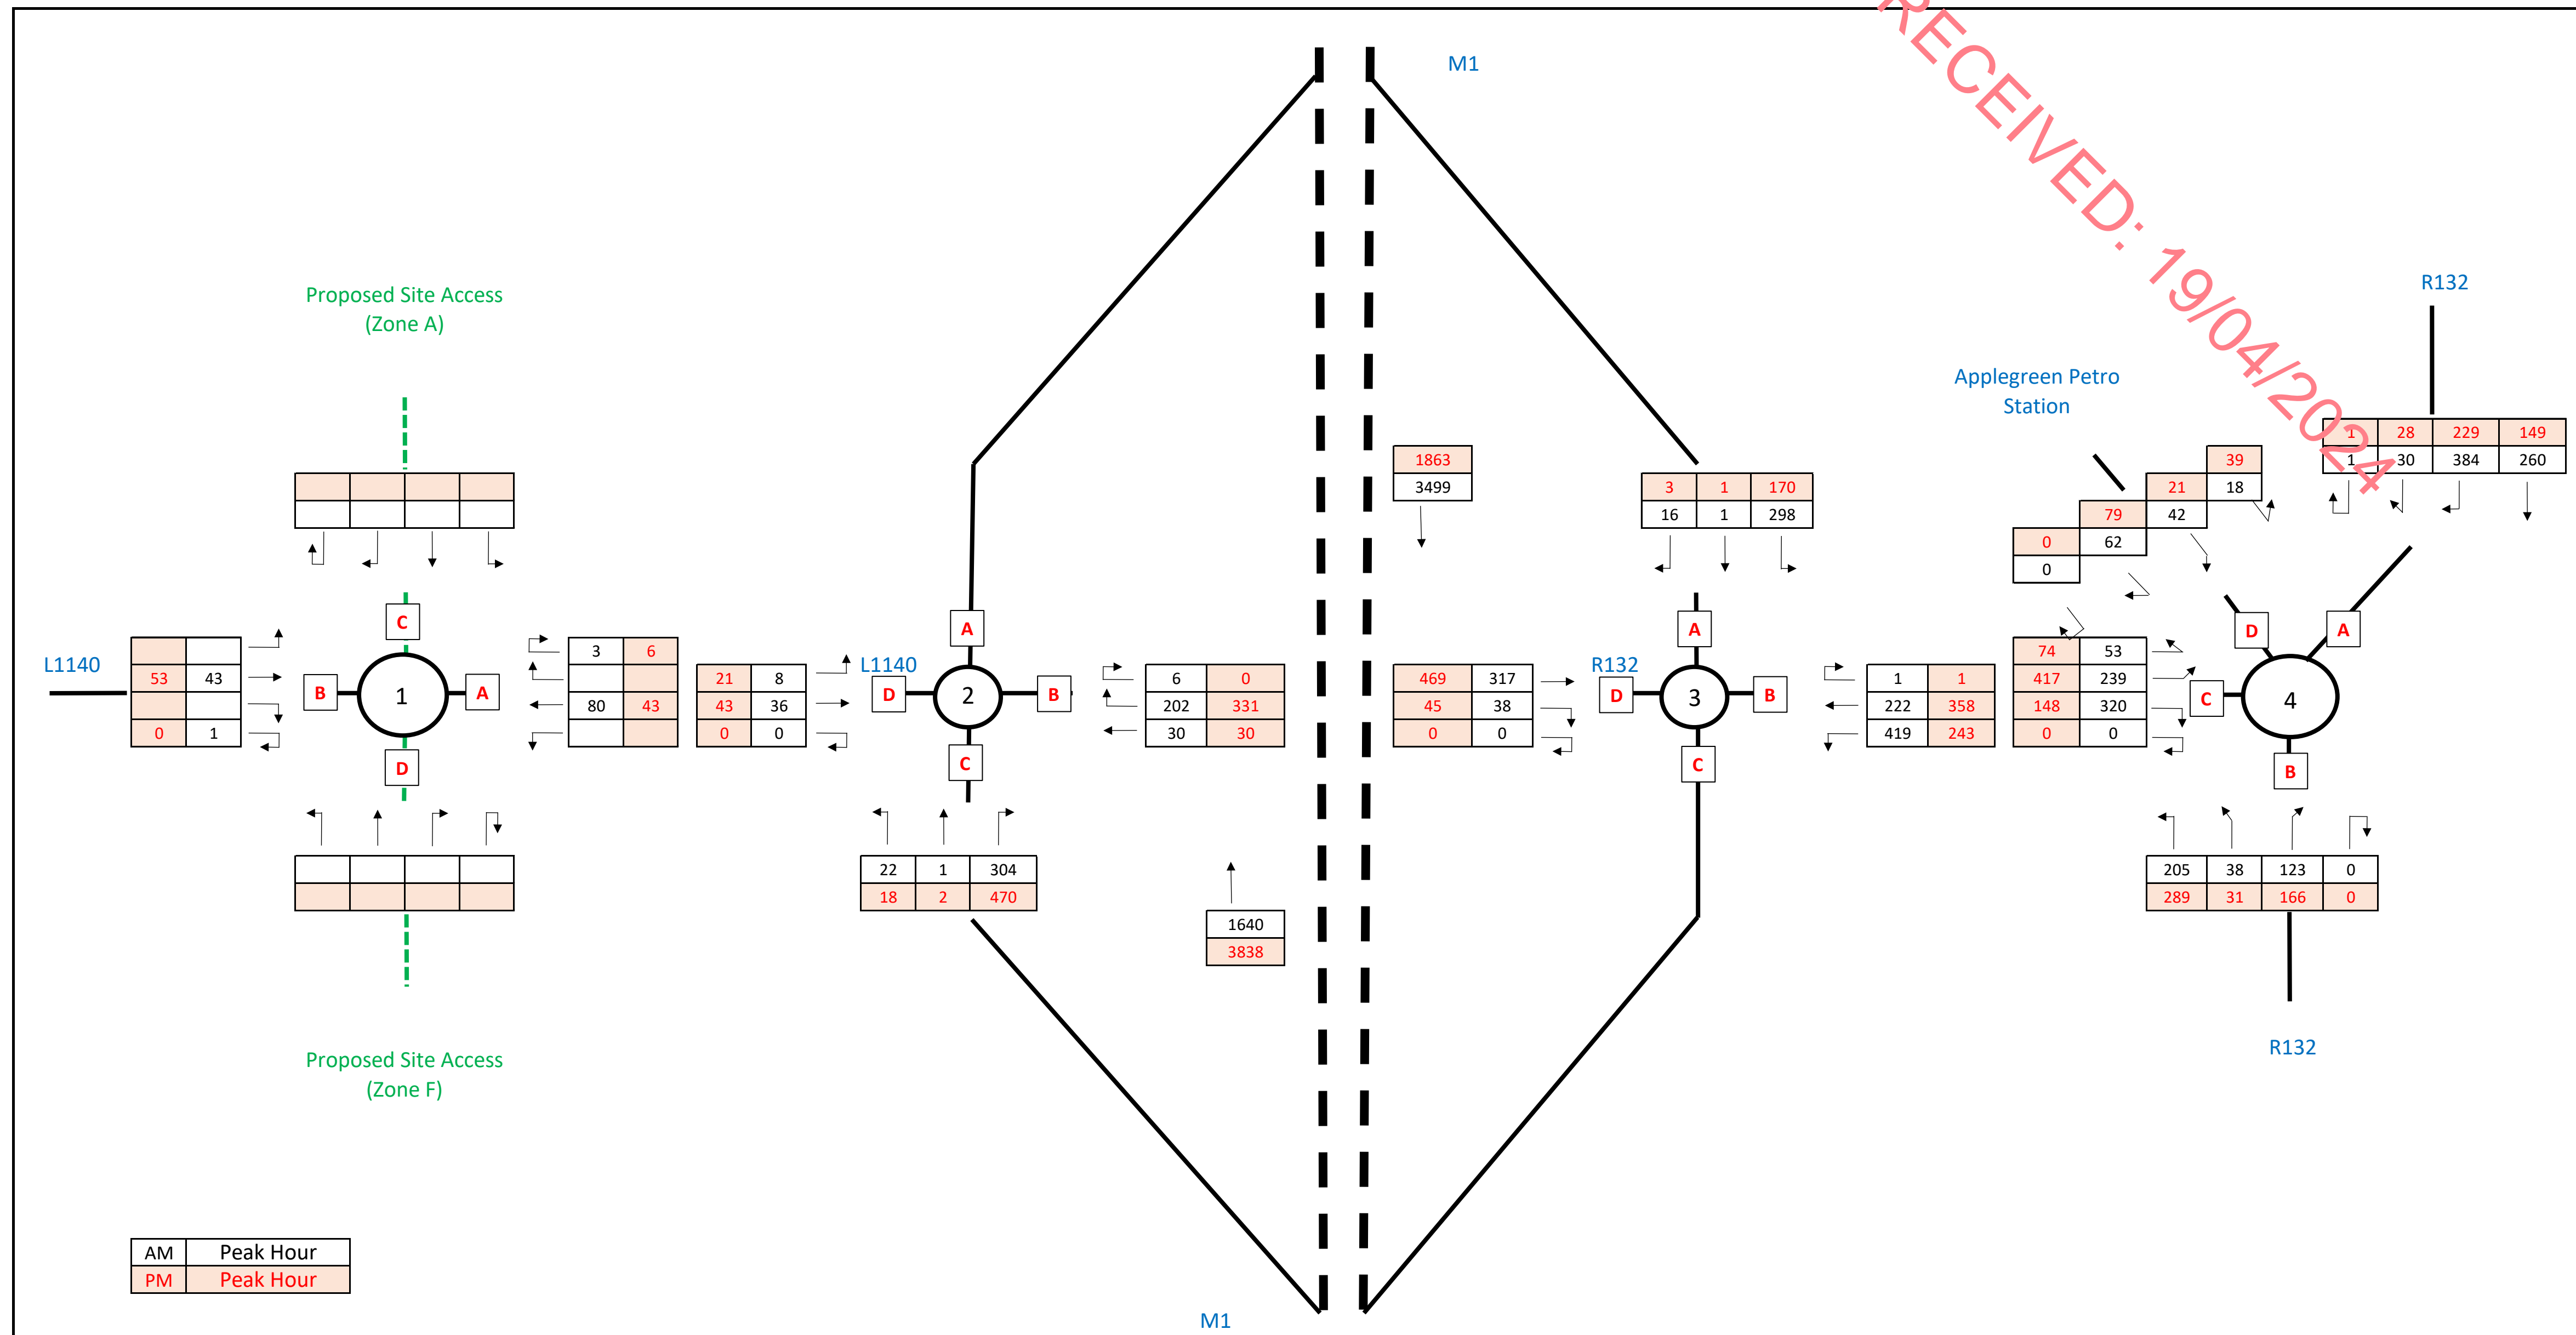 RECEIVED: 19/04/2024
M1
R132
Proposed Site Access
(Zone A)
Applegreen Petro
Station
1 28 229 149
1 30 384 260
39
18
21
42
79
62
0
0
1863
3499
3 1 170
16 1 298
C
A
A
D
A
L1140
53 43
0 1
B
1
A
3 6
80 43
21 8
43 36
0 0
L1140
D
2
B
6 0
202 331
30 30
469 317
45 38
0 0
R132
D
3
B
1 1
222 358
419 243
74 53
417 239
148 320
0 0
C
4
D
C
C
B
22 1 304
18 2 470
205 38 123 0
289 31 166 0
1640
3838
Proposed Site Access
(Zone F)
R132
AM Peak Hour
PM Peak Hour
M1